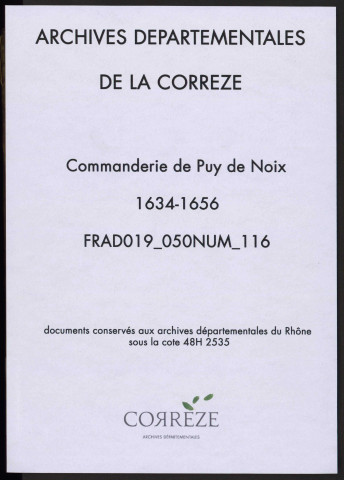 ARCHIVES DEPARTEMENTALES
DE LA CORREZE
Commanderie de Puy de Noix
1634-1656
FRAD019_050NUM_116
documents conservés aux archives départementales du Rhône
sous la cote 48H 2535
CORRÈZE
ARCHIVES DÉPARTEMENTALES